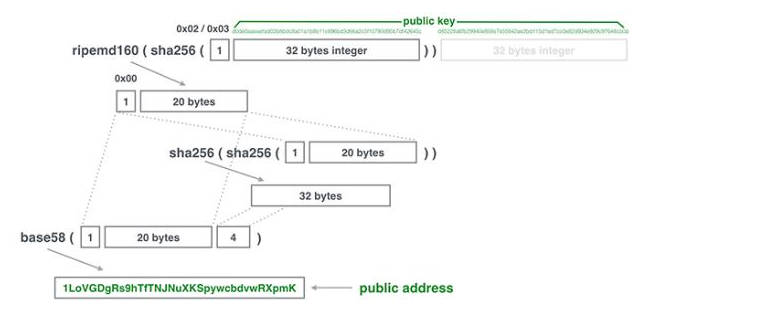 public key
0x02 / 0x03
ripemd160 ( sha256 ( 1 32 bytes integer ) ) 32 bytes integer
0x00
1 20 bytes
sha256 ( sha256 ( 1 20 bytes ) )
32 bytes
base58 ( 1 20 bytes 4 )
1LoVGDgRs9hTfTNJNuXKSpywcbdvwRXpmK public address